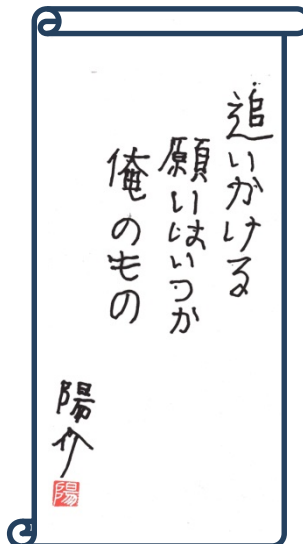 追いかける
願いはいつか
俺のもの
陽介
陽